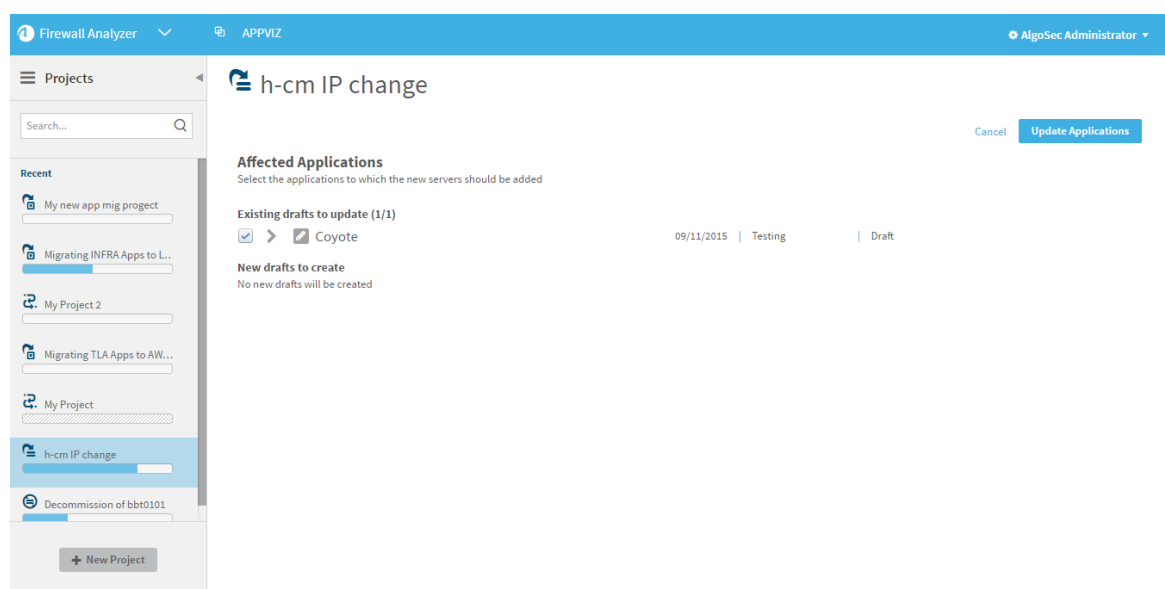 Firewall Analyzer
APPVIZ
AlgoSec Administrator
Projects
h-cm IP change
Search...
Cancel
Update Applications
Recent
My new app mig progect
Migrating INFRA Apps to L..
My Project 2
Migrating TLA Apps to AW...
My Project
h-cm IP change
Decommission of bbt0101
New Project
Affected Applications
Select the applications to which the new servers should be added
Existing drafts to update (1/1)
Coyote 09/11/2015 | Testing | Draft
New drafts to create
No new drafts will be created